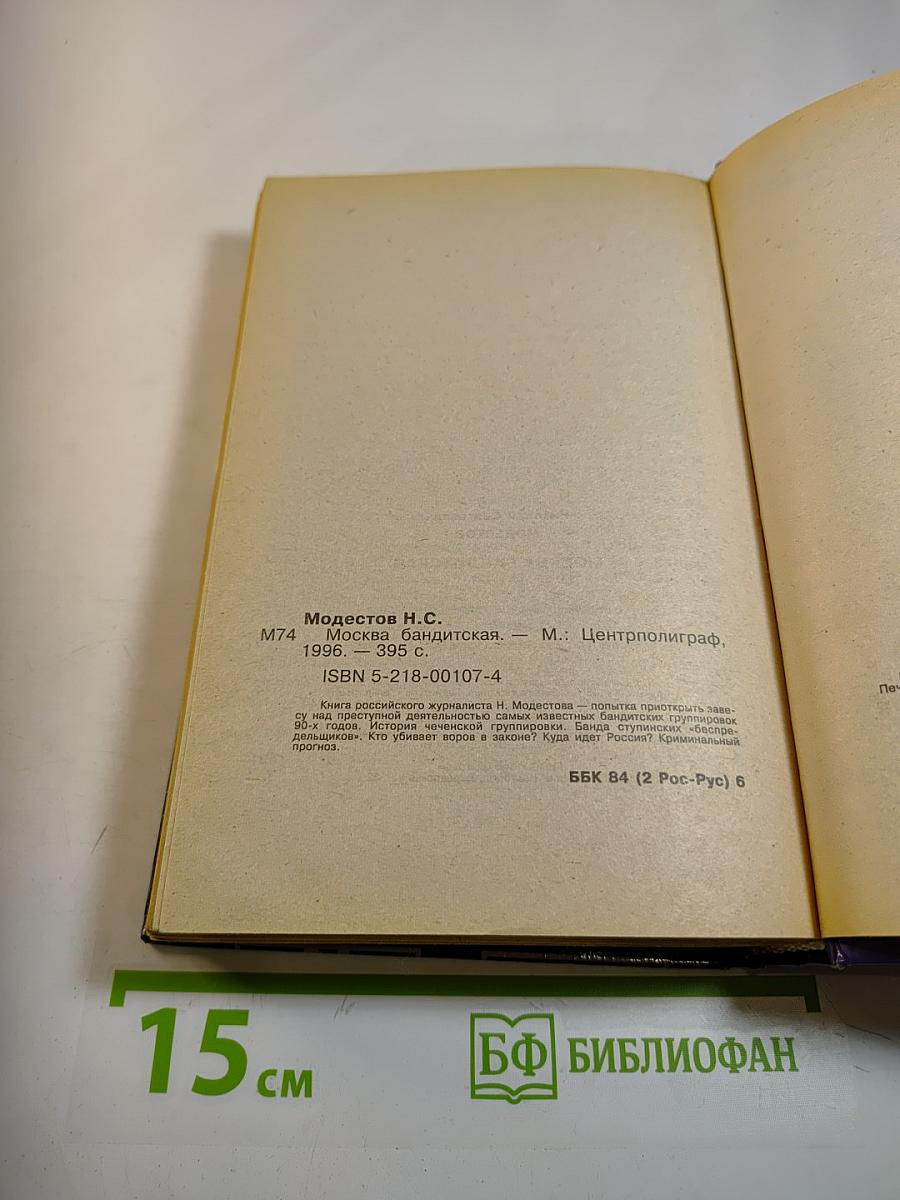 Модестов Н.С.
М74 Москва бандитская. — М.: Центрполиграф,
1996. — 395 с.
ISBN 5-218-00107-4
Книга российского журналиста Н. Модестова — попытка приоткрыть заве-
су над преступной деятельностью самых известных бандитских группировок
90-х годов. История чеченской группировки. Банда ступинских «беспре-
дельщиков». Кто убивает воров в законе? Куда идет Россия? Криминальный
прогноз.
ББК 84 (2 Рос-Рус) 6
Печ
15 см
БФ БИБЛИОФАН